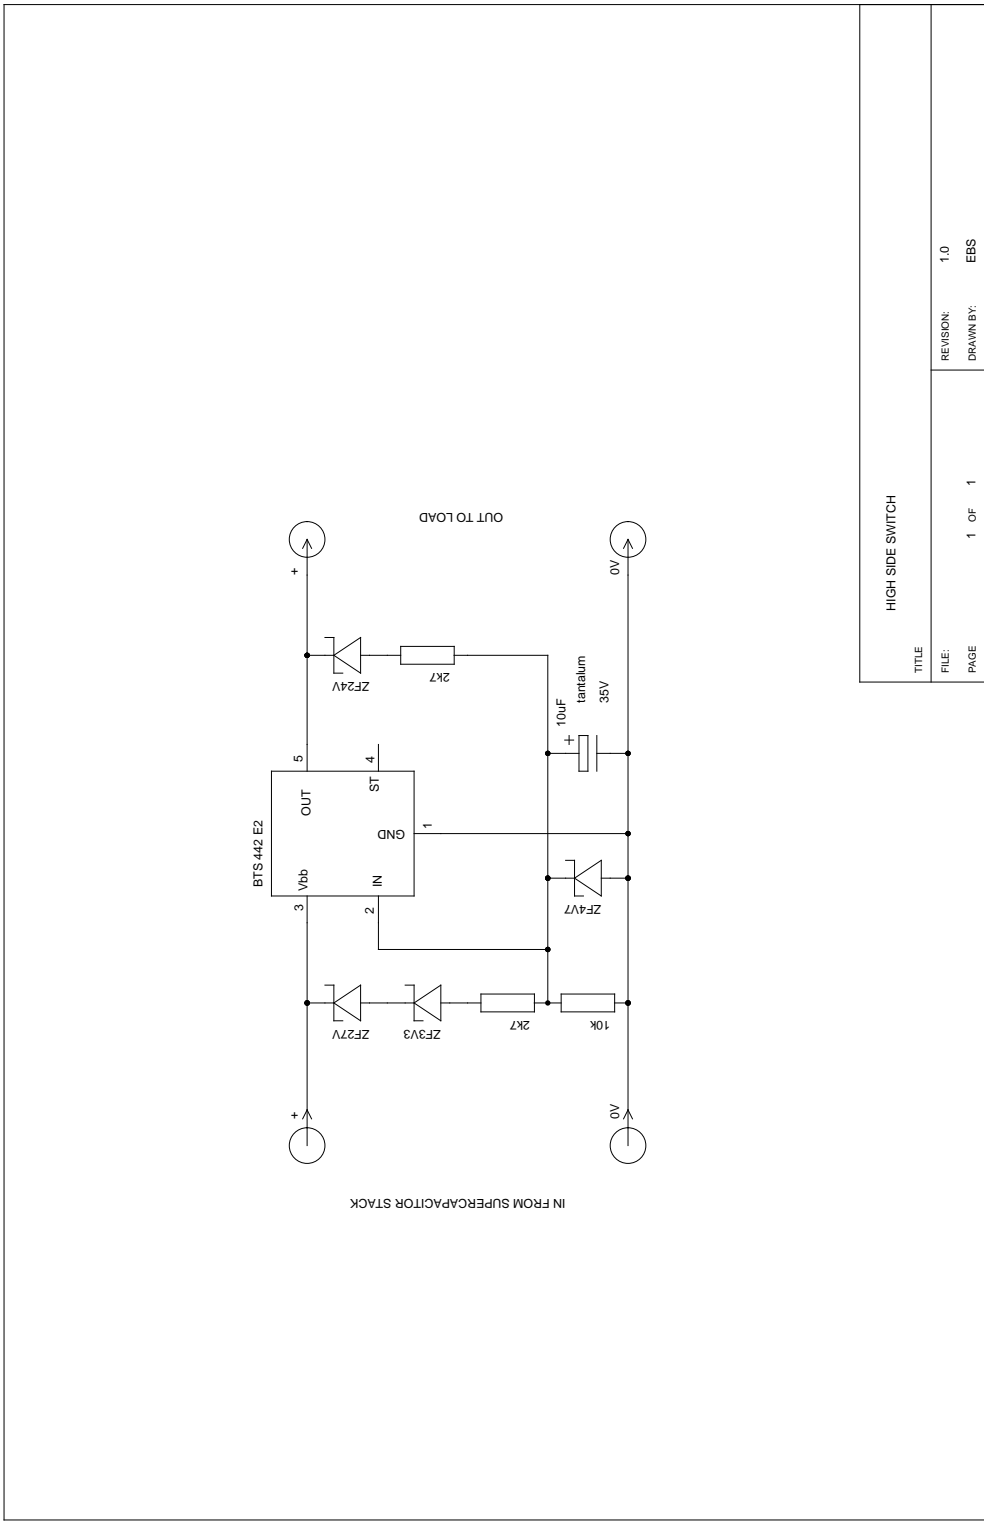 BTS 442 E2
3
Vbb
OUT
5
IN
2
GND
1
ST
4
+
+
0V
0V
ZF27V
ZF3V3
2k7
10k
ZF4V7
10uF
+
tantalum
35V
ZF24V
2k7
IN FROM SUPERCAPACITOR STACK
OUT TO LOAD
TITLE
HIGH SIDE SWITCH
FILE:
REVISION: 1.0
PAGE 1 OF 1
DRAWN BY: EBS